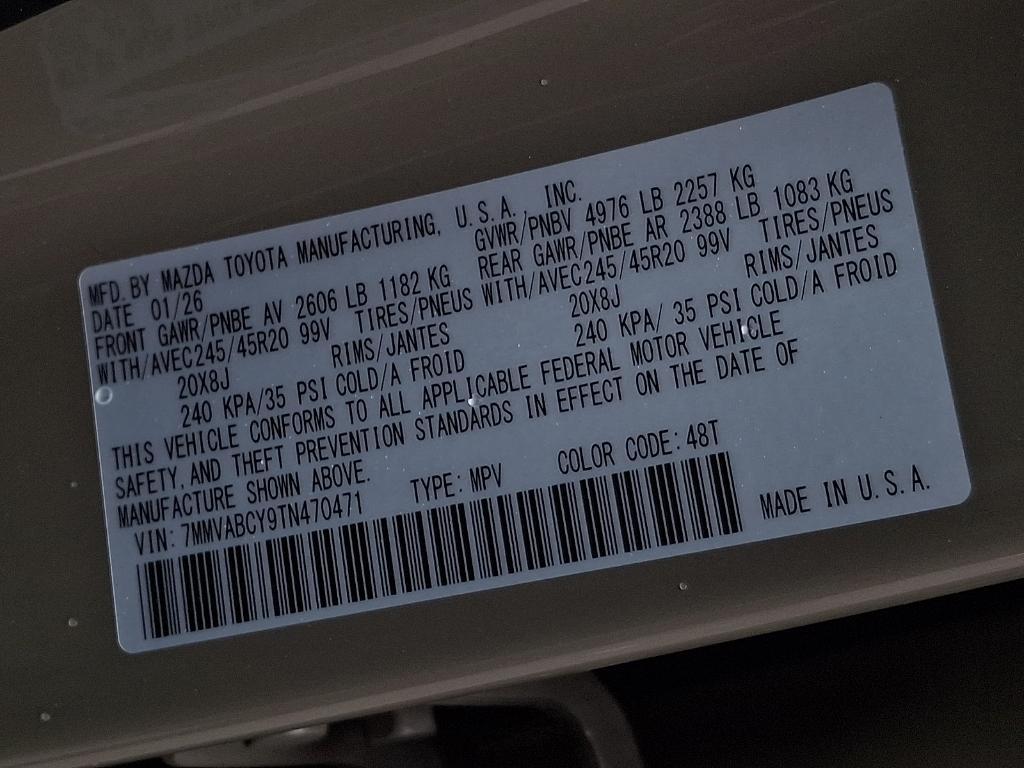 MFD. BY MAZDA TOYOTA MANUFACTURING, U.S.A. INC.
DATE 01/26 GVWR/PNBV 4976 LB 2257 KG
FRONT GAWR/PNBE AV 2606 LB 1182 KG REAR GAWR/PNBE AR 2388 LB 1083 KG
WITH/AVEC245/45R20 99V TIRES/PNEUS WITH/AVEC245/45R20 99V TIRES/PNEUS
20X8J RIMS/JANTES 20X8J RIMS/JANTES
240 KPA/35 PSI COLD/A FROID 240 KPA/ 35 PSI COLD/A FROID
THIS VEHICLE CONFORMS TO ALL APPLICABLE FEDERAL MOTOR VEHICLE
SAFETY AND THEFT PREVENTION STANDARDS IN EFFECT ON THE DATE OF
MANUFACTURE SHOWN ABOVE.
VIN: 7MMVABCY9TN470471 TYPE: MPV COLOR CODE: 48T
MADE IN U.S.A.